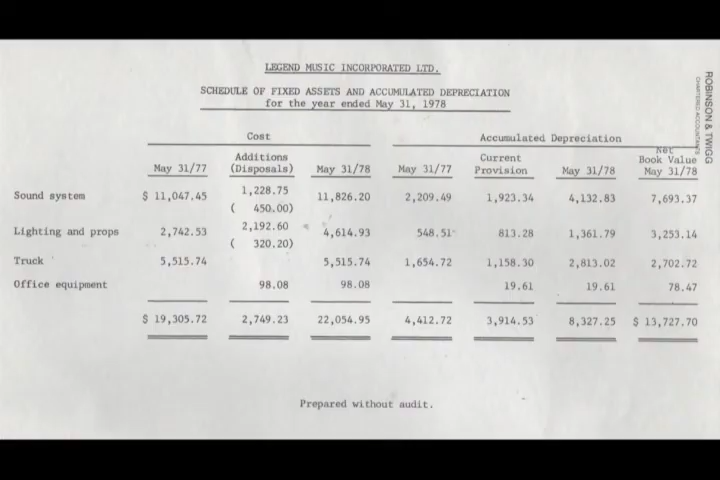 LEGEND MUSIC INCORPORATED LTD.
SCHEDULE OF FIXED ASSETS AND ACCUMULATED DEPRECIATION
for the year ended May 31, 1978
ROBINSON & TWIGG
CHARTERED ACCOUNTANTS
Cost Accumulated Depreciation
May 31/77 Additions (Disposals) May 31/78 May 31/77 Current Provision May 31/78 Net Book Value May 31/78
Sound system $ 11,047.45 1,228.75 11,826.20 2,209.49 1,923.34 4,132.83 7,693.37
( 450.00)
Lighting and props 2,742.53 2,192.60 4,614.93 548.51 813.28 1,361.79 3,253.14
( 320.20)
Truck 5,515.74 5,515.74 1,654.72 1,158.30 2,813.02 2,702.72
Office equipment 98.08 98.08 19.61 19.61 78.47
$ 19,305.72 2,749.23 22,054.95 4,412.72 3,914.53 8,327.25 $ 13,727.70
Prepared without audit.